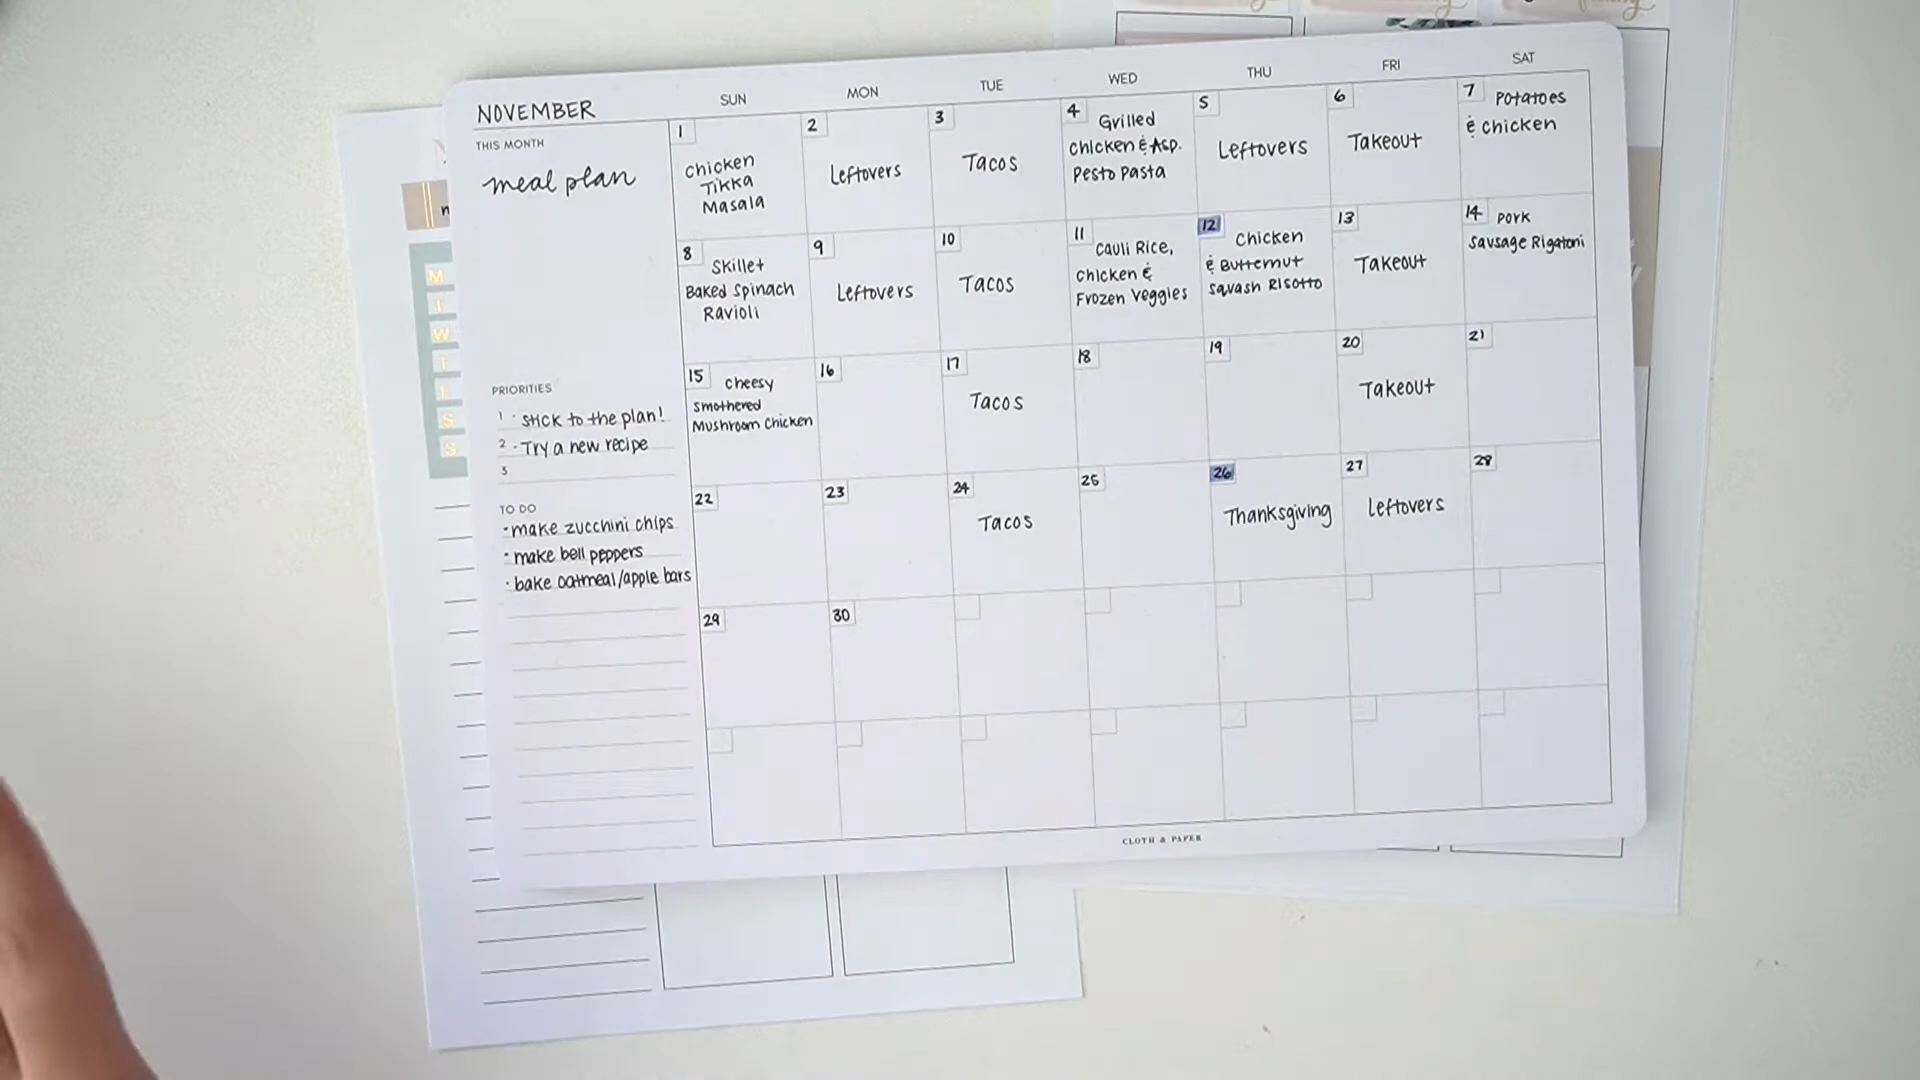 NOVEMBER
SUN MON TUE WED THU FRI SAT
THIS MONTH
meal plan
PRIORITIES
1 · Stick to the plan!
2 · Try a new recipe
3
TO DO
· make zucchini chips
· make bell peppers
· bake oatmeal/apple bars
1
Chicken
Tikka
Masala
2
Leftovers
3
Tacos
4
Grilled
Chicken & Asp.
Pesto Pasta
5
Leftovers
6
Takeout
7 Potatoes
& Chicken
8
Skillet
Baked Spinach
Ravioli
9
Leftovers
10
Tacos
11
Cauli Rice,
Chicken &
Frozen Veggies
12
Chicken
& Butternut
Squash Risotto
13
Takeout
14 Pork
Sausage Rigatoni
15 Cheesy
Smothered
Mushroom Chicken
16
17
Tacos
18
19
20
Takeout
21
22
23
24
Tacos
25
26
Thanksgiving
27
Leftovers
28
29
30
CLOTH & PAPER
M
T
W
T
F
S
S